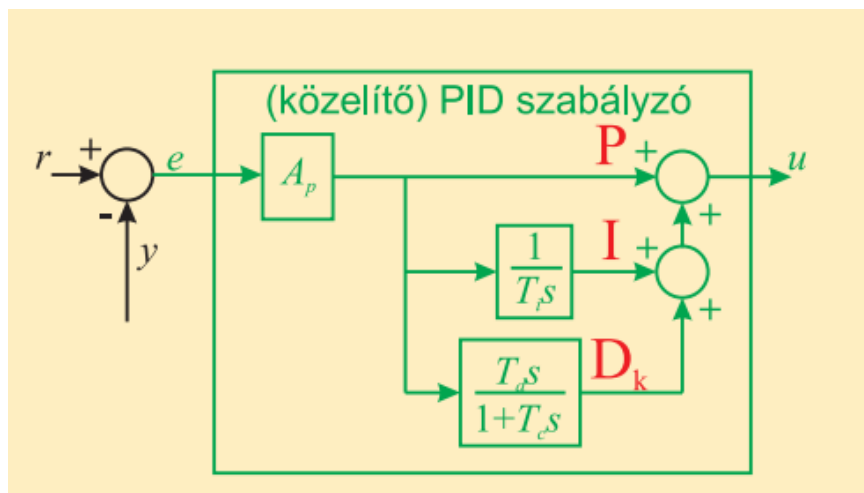 (közelítő) PID szabályzó
r + e A_p P + u
- +
y
1 I +
T_i s
+
T_d s D_k
1+T_c s